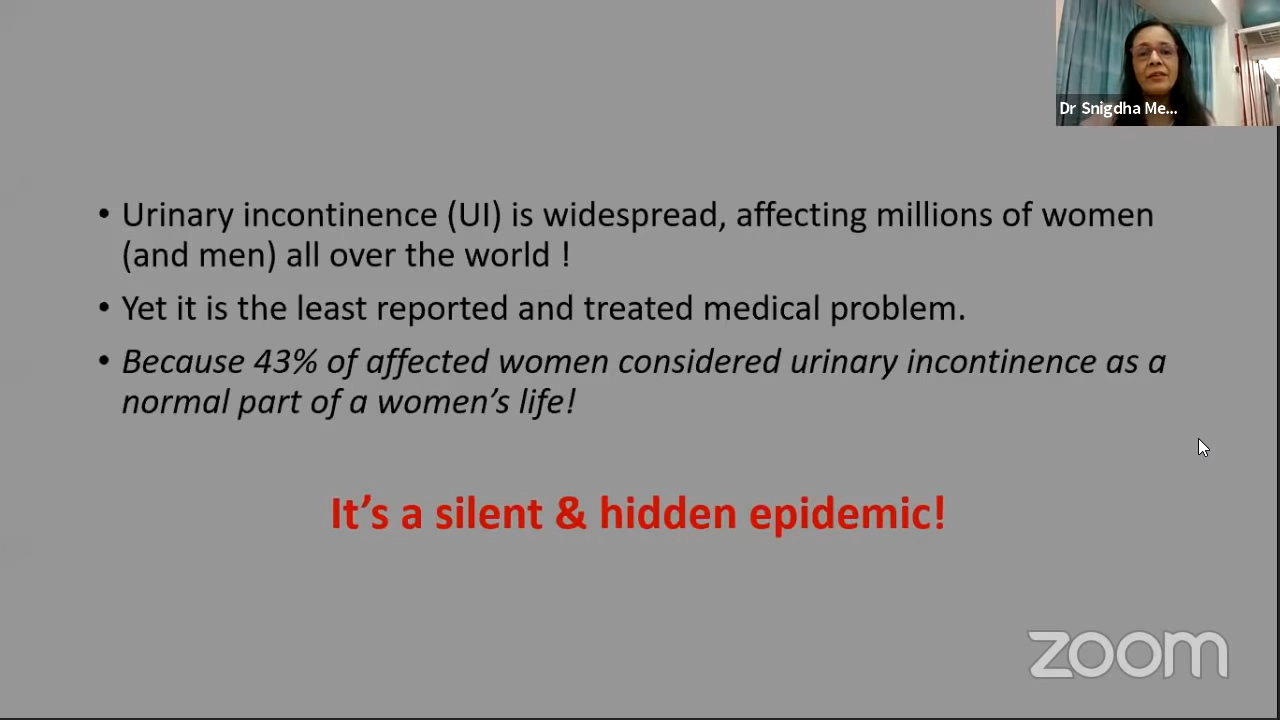 Dr Snigdha Me...
• Urinary incontinence (UI) is widespread, affecting millions of women
(and men) all over the world !
• Yet it is the least reported and treated medical problem.
• Because 43% of affected women considered urinary incontinence as a
normal part of a women’s life!
It’s a silent & hidden epidemic!
zoom